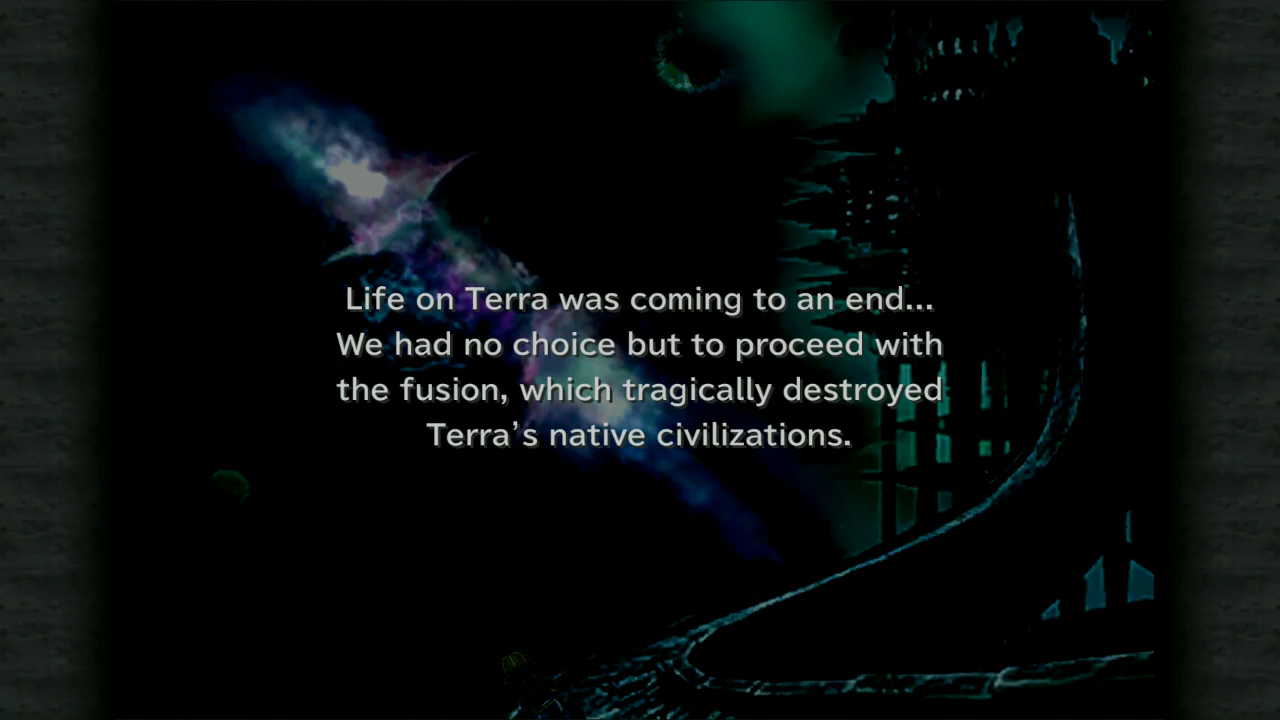 Life on Terra was coming to an end...
We had no choice but to proceed with
the fusion, which tragically destroyed
Terra's native civilizations.